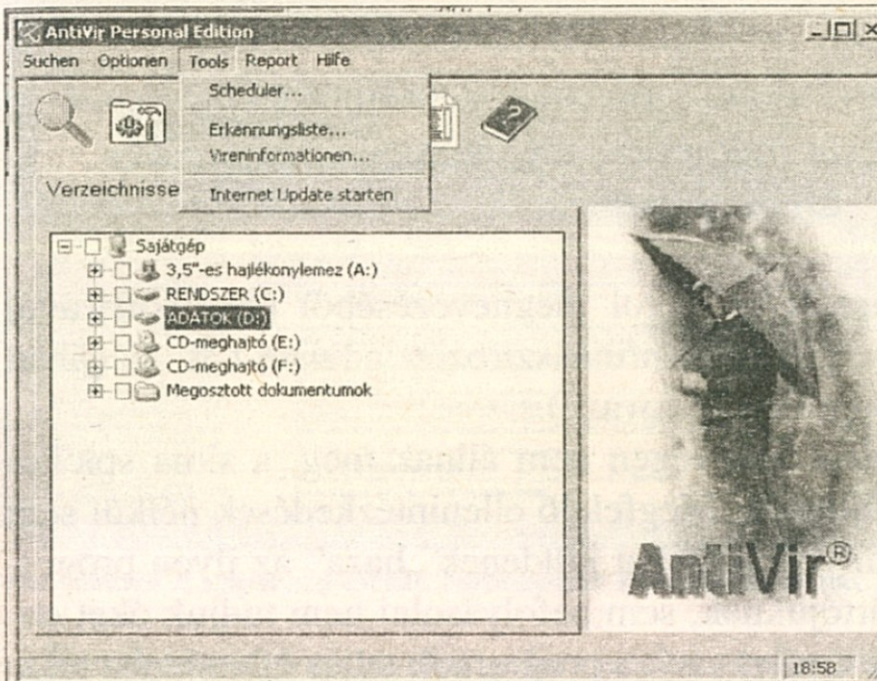 AntiVir Personal Edition
Suchen Optionen Tools Report Hilfe
Scheduler...
Erkennungsliste...
Vireninformationen...
Internet Update starten
Verzeichnisse
Sajátgép
3,5"-es hajlékonylemez (A:)
RENDSZER (C:)
ADATOK (D:)
CD-meghajtó (E:)
CD-meghajtó (F:)
Megosztott dokumentumok
AntiVir®
18:58